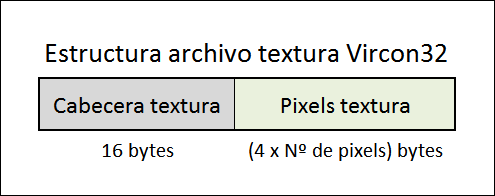 Estructura archivo textura Vircon32
Cabecera textura
Pixels textura
16 bytes
(4 x Nº de pixels) bytes